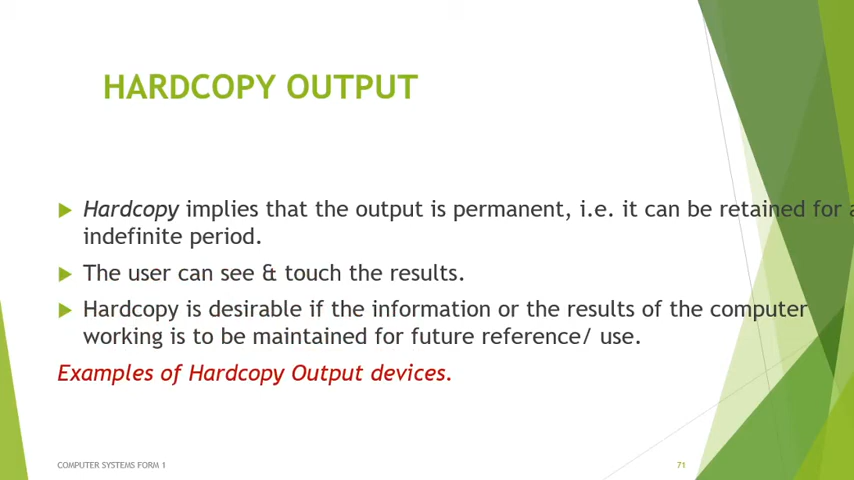 HARDCOPY OUTPUT
Hardcopy implies that the output is permanent, i.e. it can be retained for
indefinite period.
The user can see & touch the results.
Hardcopy is desirable if the information or the results of the computer
working is to be maintained for future reference/ use.
Examples of Hardcopy Output devices.
COMPUTER SYSTEMS FORM 1
71